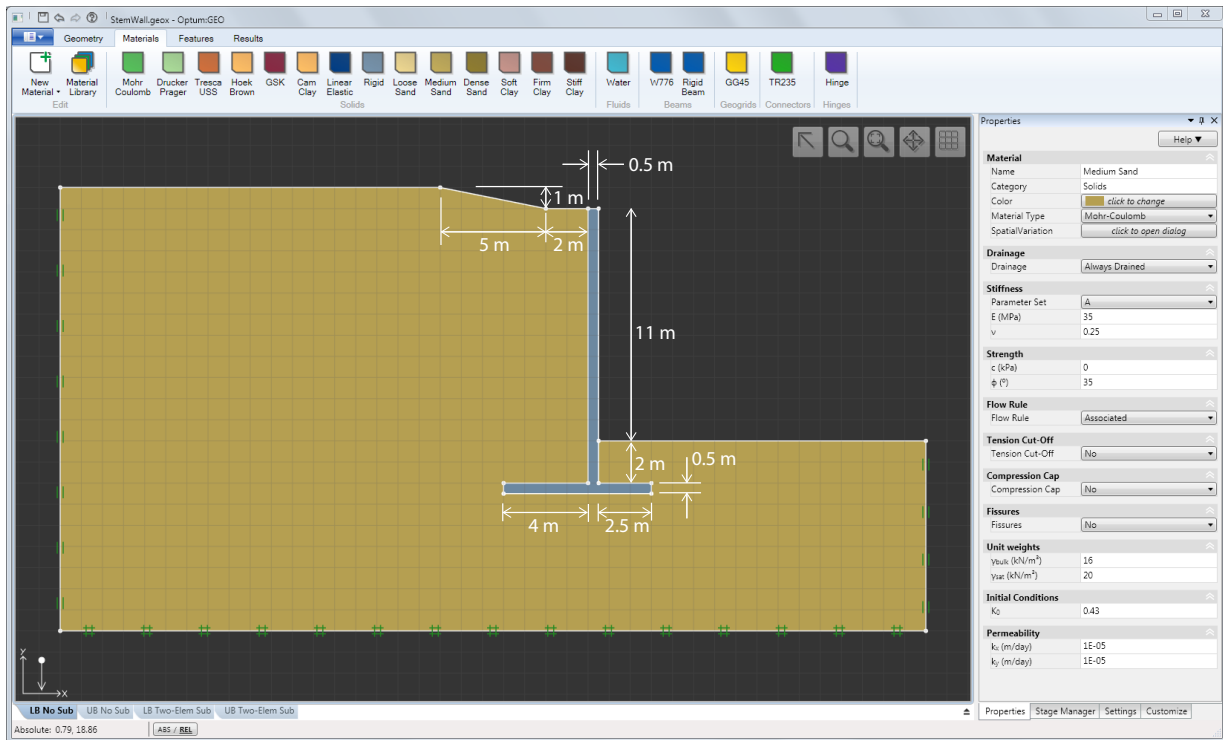 StemWall.geox - Optum:GEO
Geometry Materials Features Results
New Material Material Library Mohr Coulomb Drucker Prager Tresca USS Hoek Brown GSK Cam Clay Linear Elastic Rigid Loose Sand Medium Sand Dense Sand Soft Clay Firm Clay Stiff Clay Water W776 Rigid Beam GG45 TR235 Hinge
Edit Solids Fluids Beams Geogrids Connectors Hinges
0.5 m
1 m
5 m
2 m
11 m
2 m
0.5 m
4 m
2.5 m
y
x
Properties
Help ▼
Material
Name Medium Sand
Category Solids
Color click to change
Material Type Mohr-Coulomb
SpatialVariation click to open dialog
Drainage
Drainage Always Drained
Stiffness
Parameter Set A
E (MPa) 35
ν 0.25
Strength
c (kPa) 0
ϕ (º) 35
Flow Rule
Flow Rule Associated
Tension Cut-Off
Tension Cut-Off No
Compression Cap
Compression Cap No
Fissures
Fissures No
Unit weights
γbulk (kN/m³) 16
γsat (kN/m³) 20
Initial Conditions
K₀ 0.43
Permeability
kx (m/day) 1E-05
ky (m/day) 1E-05
LB No Sub UB No Sub LB Two-Elem Sub UB Two-Elem Sub
Properties Stage Manager Settings Customize
Absolute: 0.79, 18.86 ABS / REL